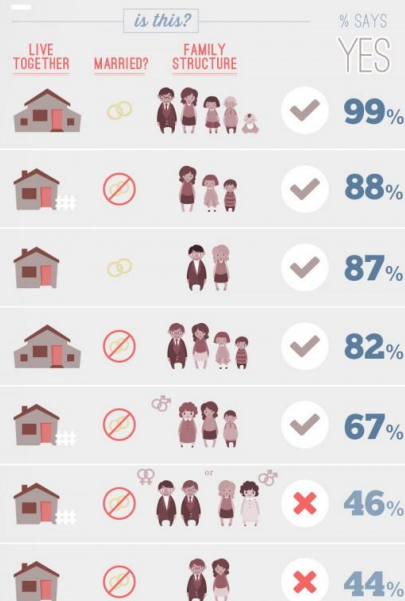 is this?
% SAYS
YES
LIVE
TOGETHER
MARRIED?
FAMILY
STRUCTURE
99%
88%
87%
82%
67%
or
46%
44%